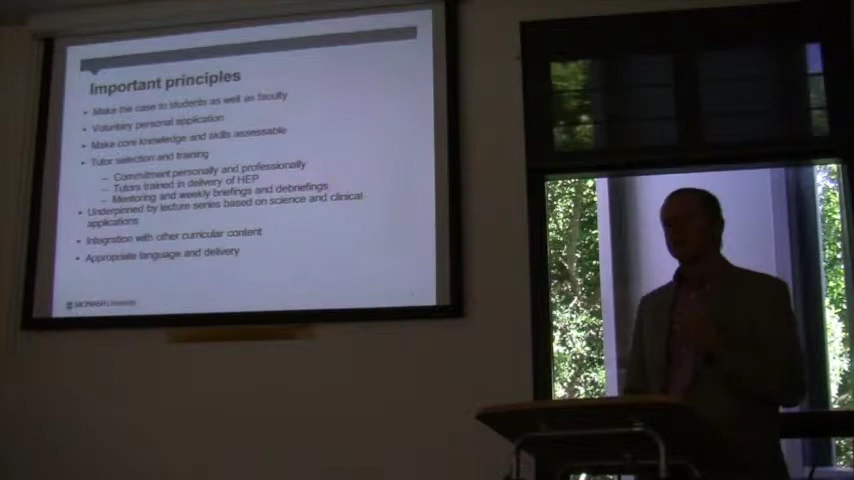 Important principles
• Make the case to students as well as faculty
• Voluntary personal application
• Make core knowledge and skills assessable
• Tutor selection and training
– Commitment personally and professionally
– Tutors trained in delivery of HEP
– Mentoring and weekly briefings and debriefings
• Underpinned by lecture series based on science and clinical
applications
• Integration with other curricular content
• Appropriate language and delivery
MONASH University